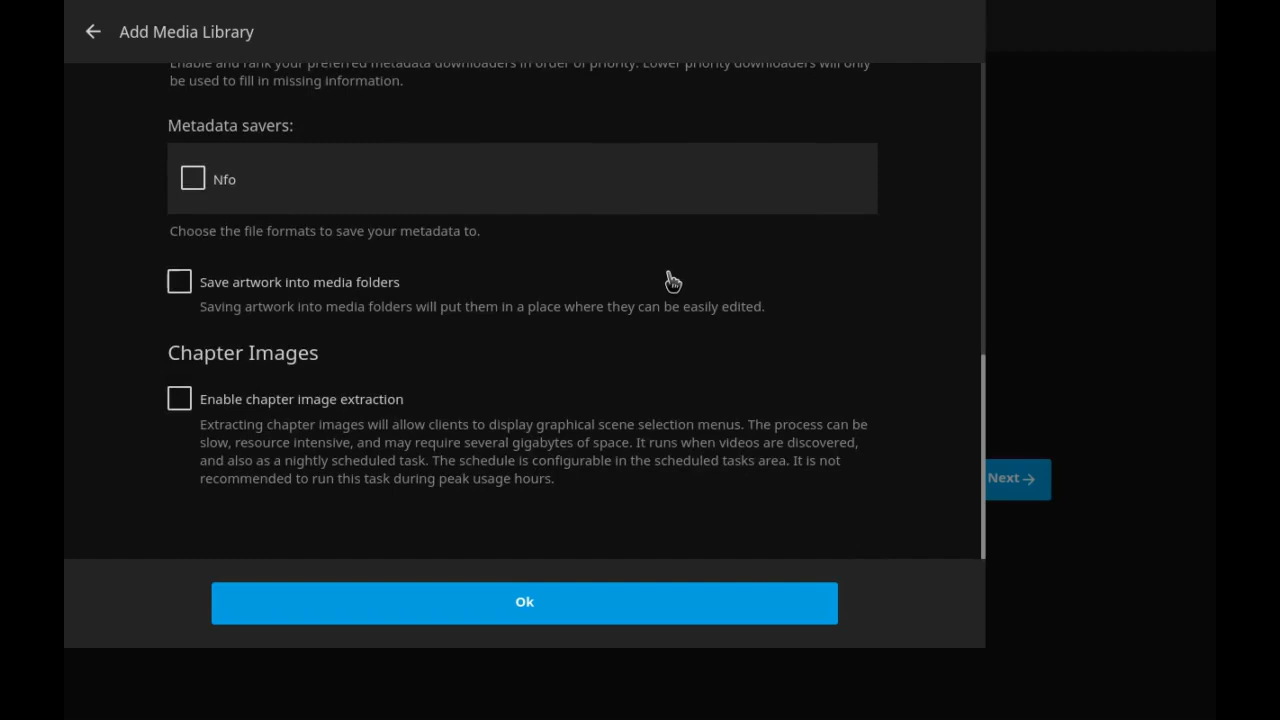 Add Media Library
Enable and rank your preferred metadata downloaders in order of priority. Lower priority downloaders will only
be used to fill in missing information.
Metadata savers:
Nfo
Choose the file formats to save your metadata to.
Save artwork into media folders
Saving artwork into media folders will put them in a place where they can be easily edited.
Chapter Images
Enable chapter image extraction
Extracting chapter images will allow clients to display graphical scene selection menus. The process can be
slow, resource intensive, and may require several gigabytes of space. It runs when videos are discovered,
and also as a nightly scheduled task. The schedule is configurable in the scheduled tasks area. It is not
recommended to run this task during peak usage hours.
Next
Ok